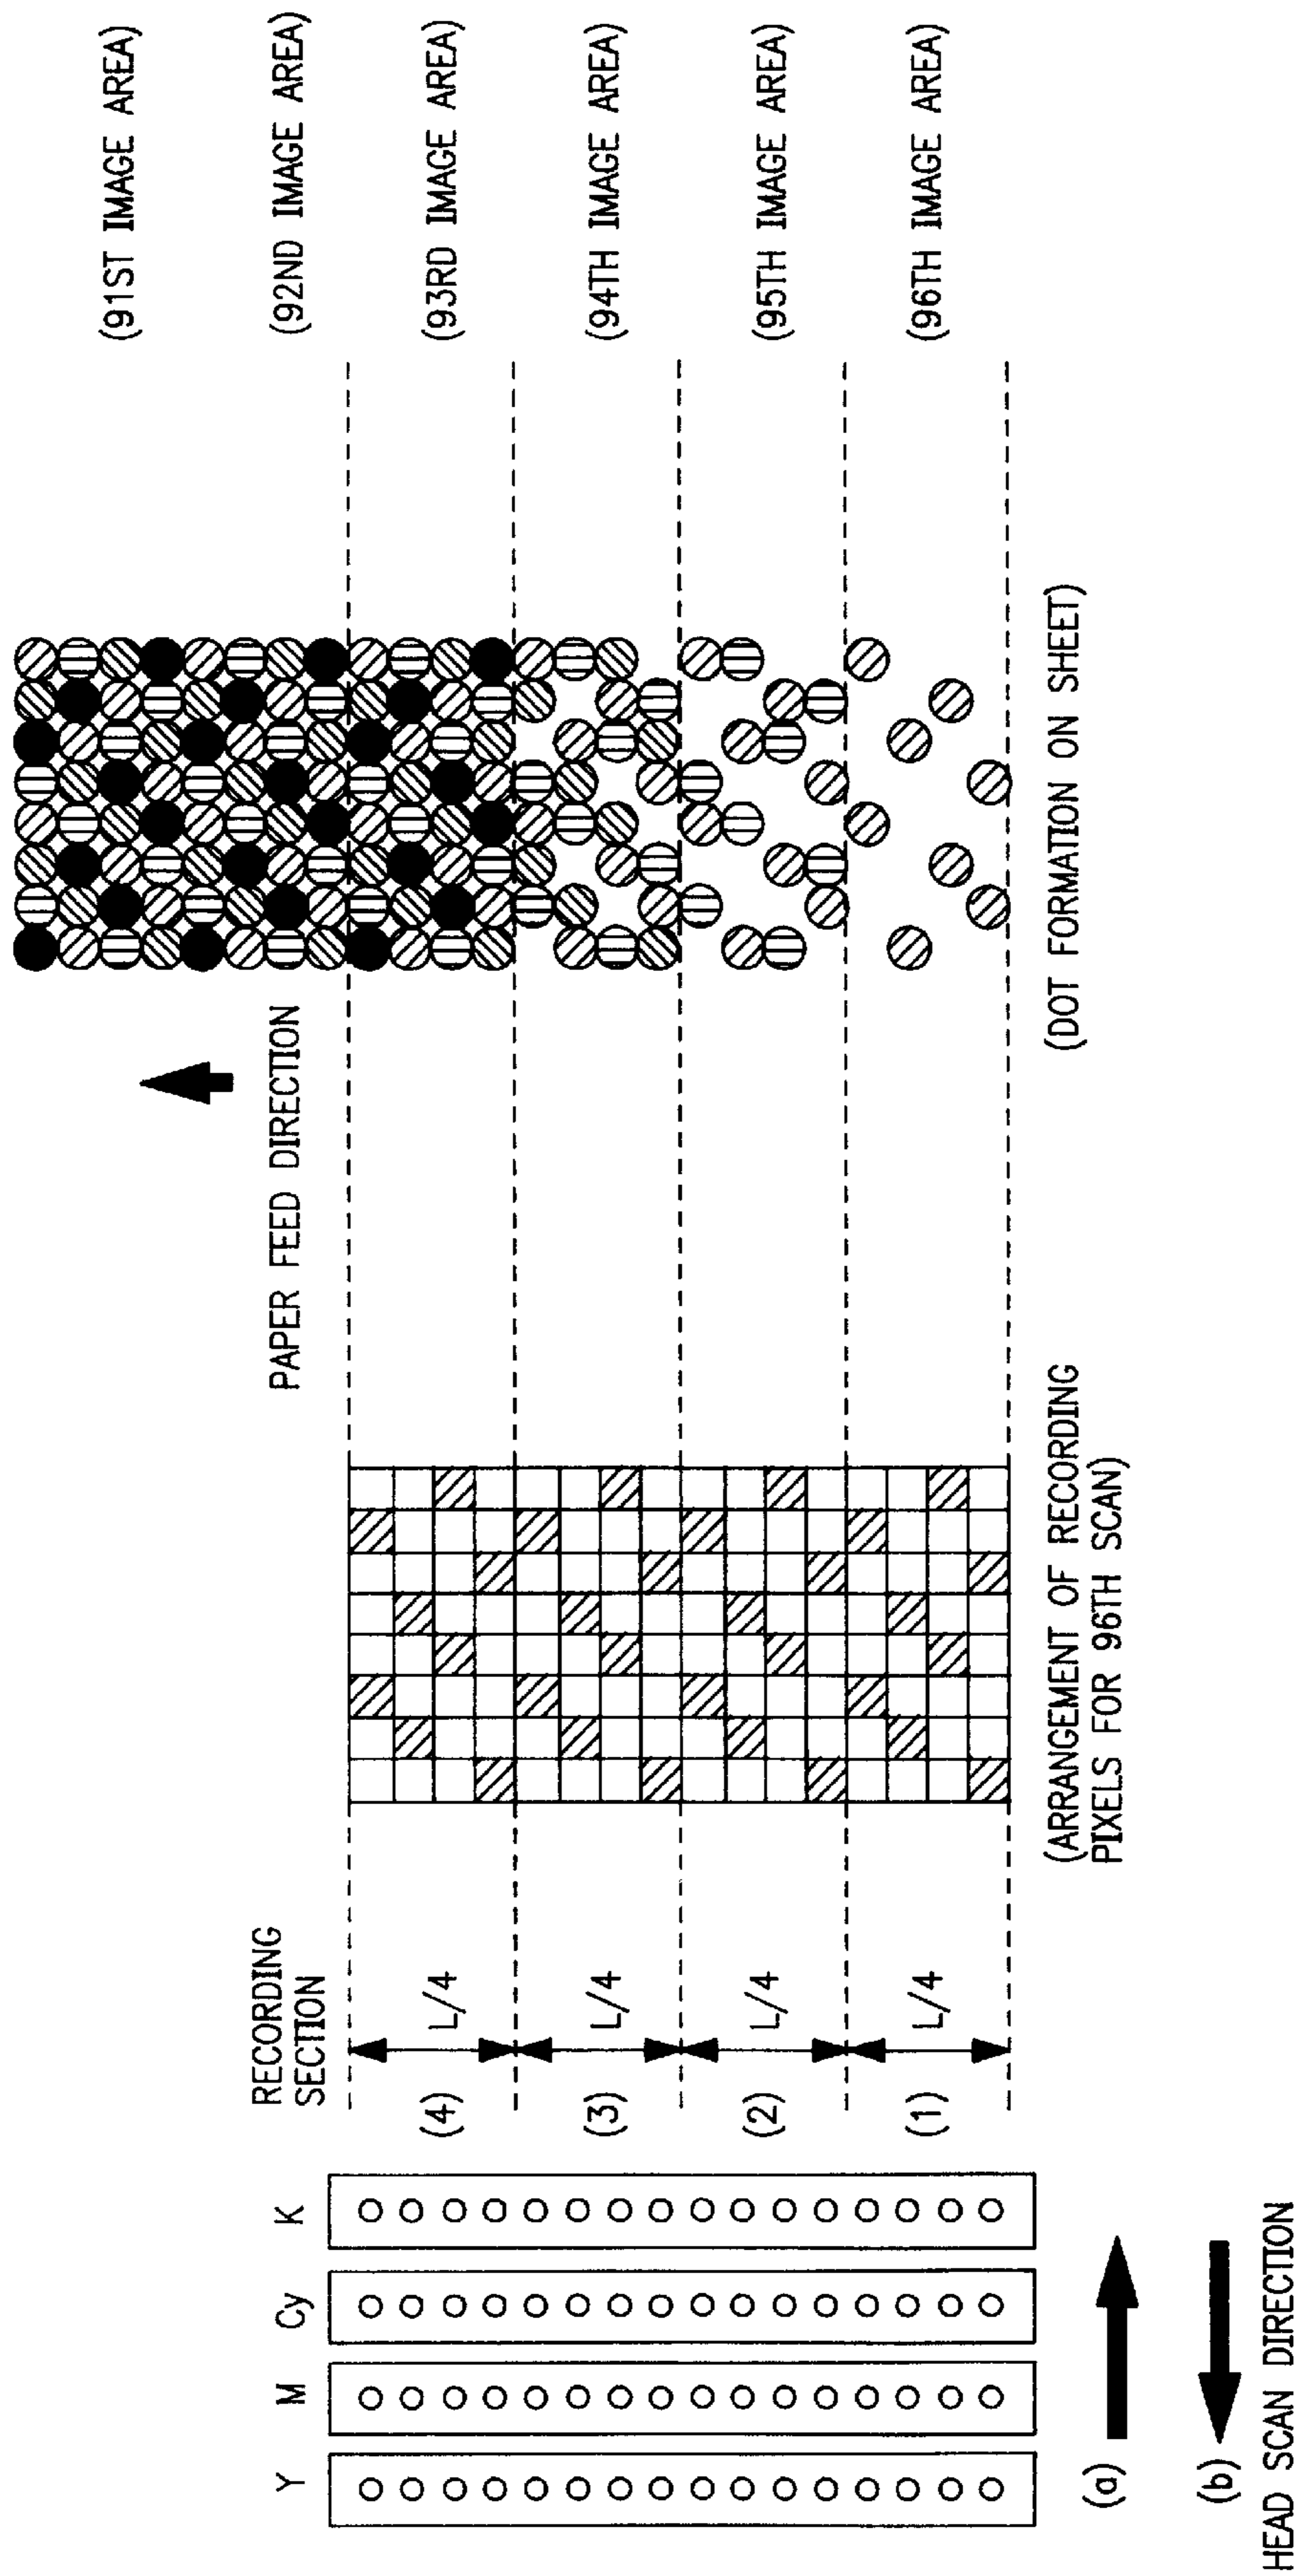 Y
M
Cy
K
RECORDING
SECTION
(4)
L/4
(3)
L/4
(2)
L/4
(1)
L/4
(a)
(b)
HEAD SCAN DIRECTION
(ARRANGEMENT OF RECORDING
PIXELS FOR 96TH SCAN)
PAPER FEED DIRECTION
(DOT FORMATION ON SHEET)
(91ST IMAGE AREA)
(92ND IMAGE AREA)
(93RD IMAGE AREA)
(94TH IMAGE AREA)
(95TH IMAGE AREA)
(96TH IMAGE AREA)